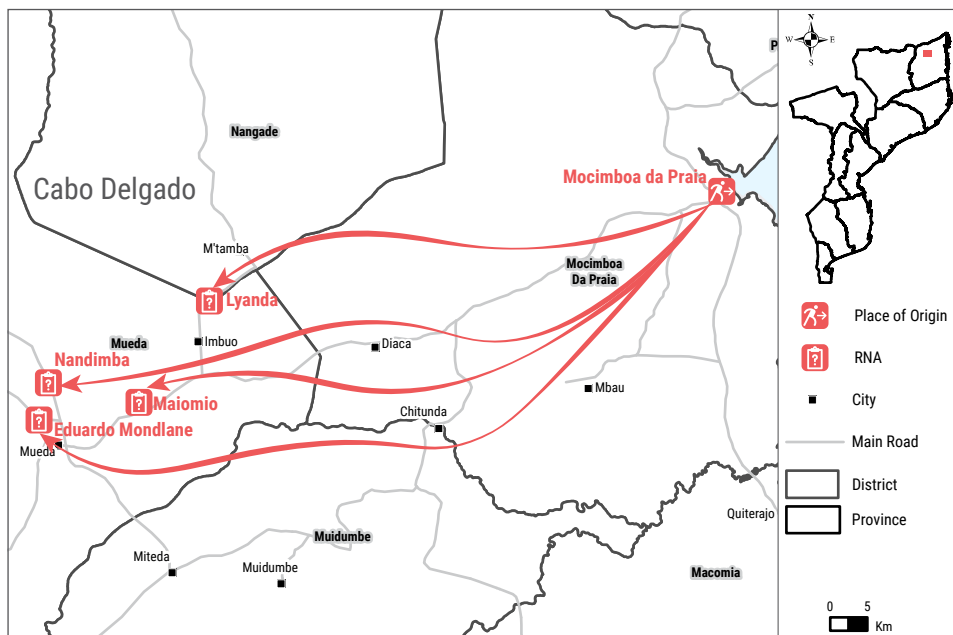 P
Nangade
Cabo Delgado
Mocimboa da Praia
M'tamba
Mocimboa
Da Praia
Lyanda
Mueda
Imbuo
Diaca
Nandimba
Maiomio
Mbau
Chitunda
Eduardo Mondlane
Mueda
Quiterajo
Muidumbe
Miteda
Muidumbe
Macomia
N
W
E
S
Place of Origin
?
RNA
City
Main Road
District
Province
0 5
Km